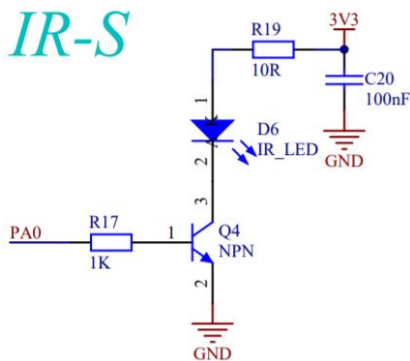 IR-S
R19
3V3
10R
C20
100nF
1
D6
IR_LED
2
GND
3
PA0
R17
1
Q4
1K
NPN
2
GND